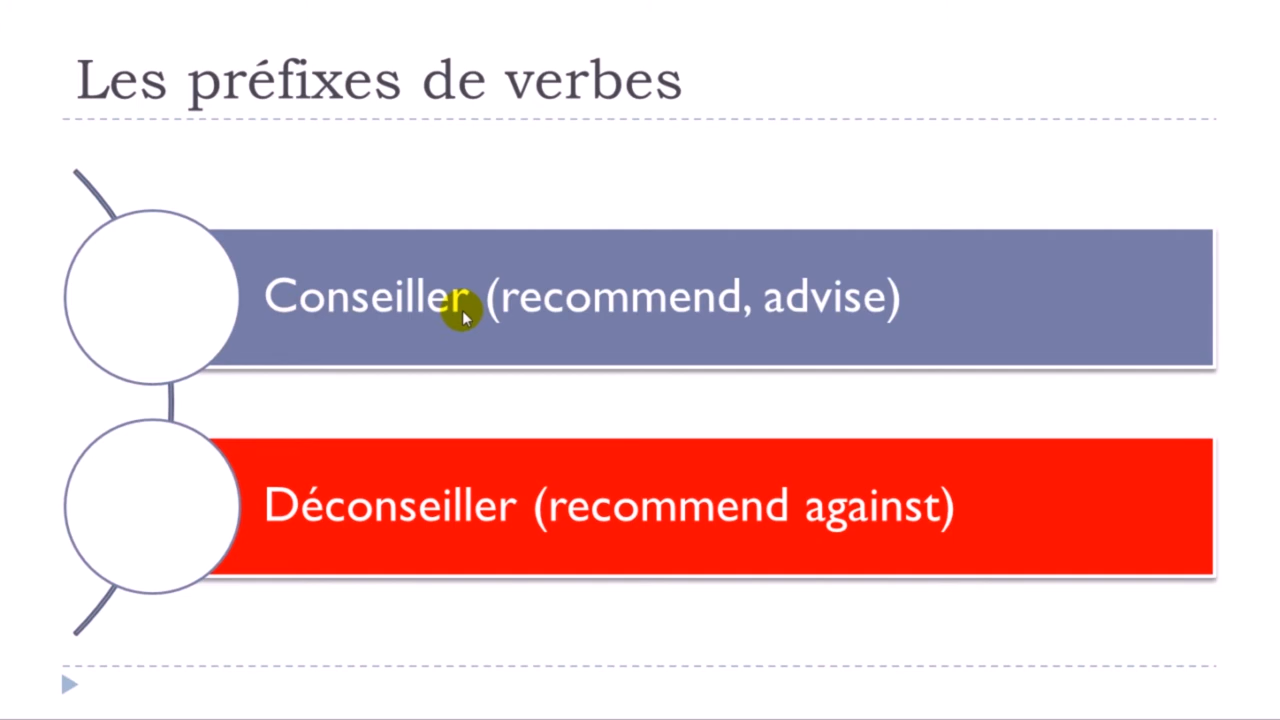 Les préfixes de verbes
Conseiller (recommend, advise)
Déconseiller (recommend against)